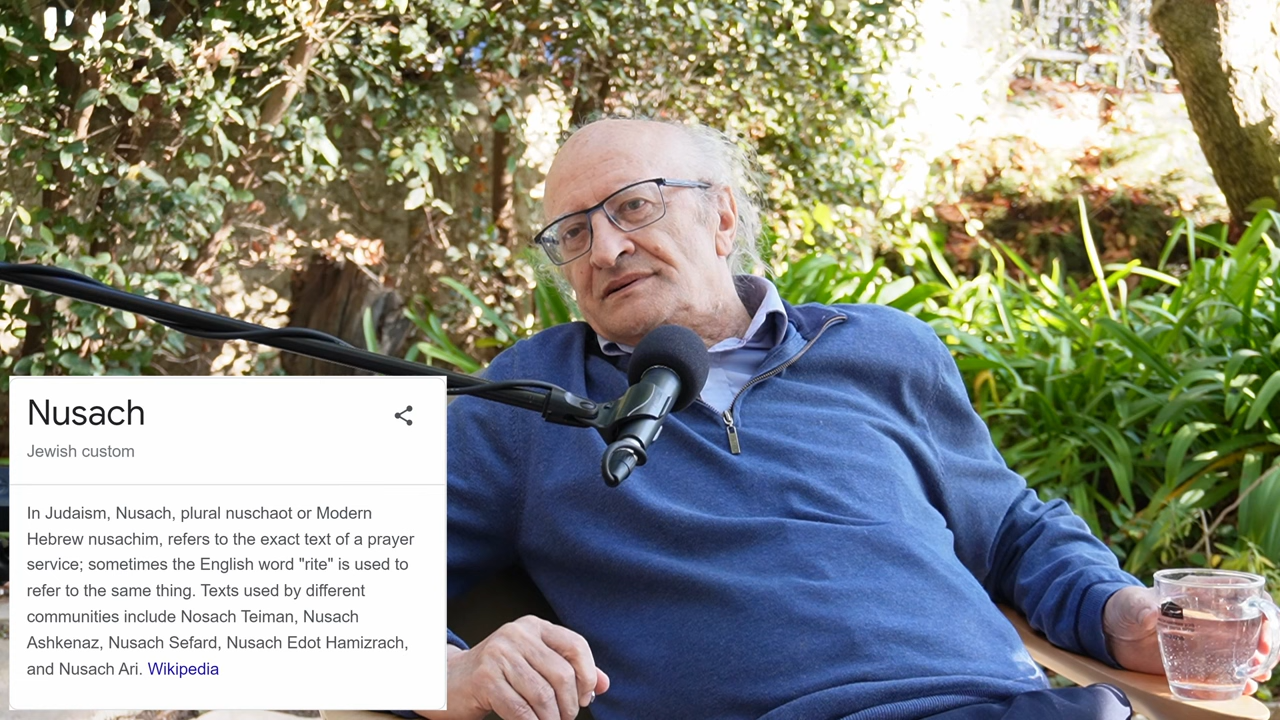 Nusach
Jewish custom
In Judaism, Nusach, plural nuschaot or Modern
Hebrew nusachim, refers to the exact text of a prayer
service; sometimes the English word "rite" is used to
refer to the same thing. Texts used by different
communities include Nosach Teiman, Nusach
Ashkenaz, Nusach Sefard, Nusach Edot Hamizrach,
and Nusach Ari. Wikipedia